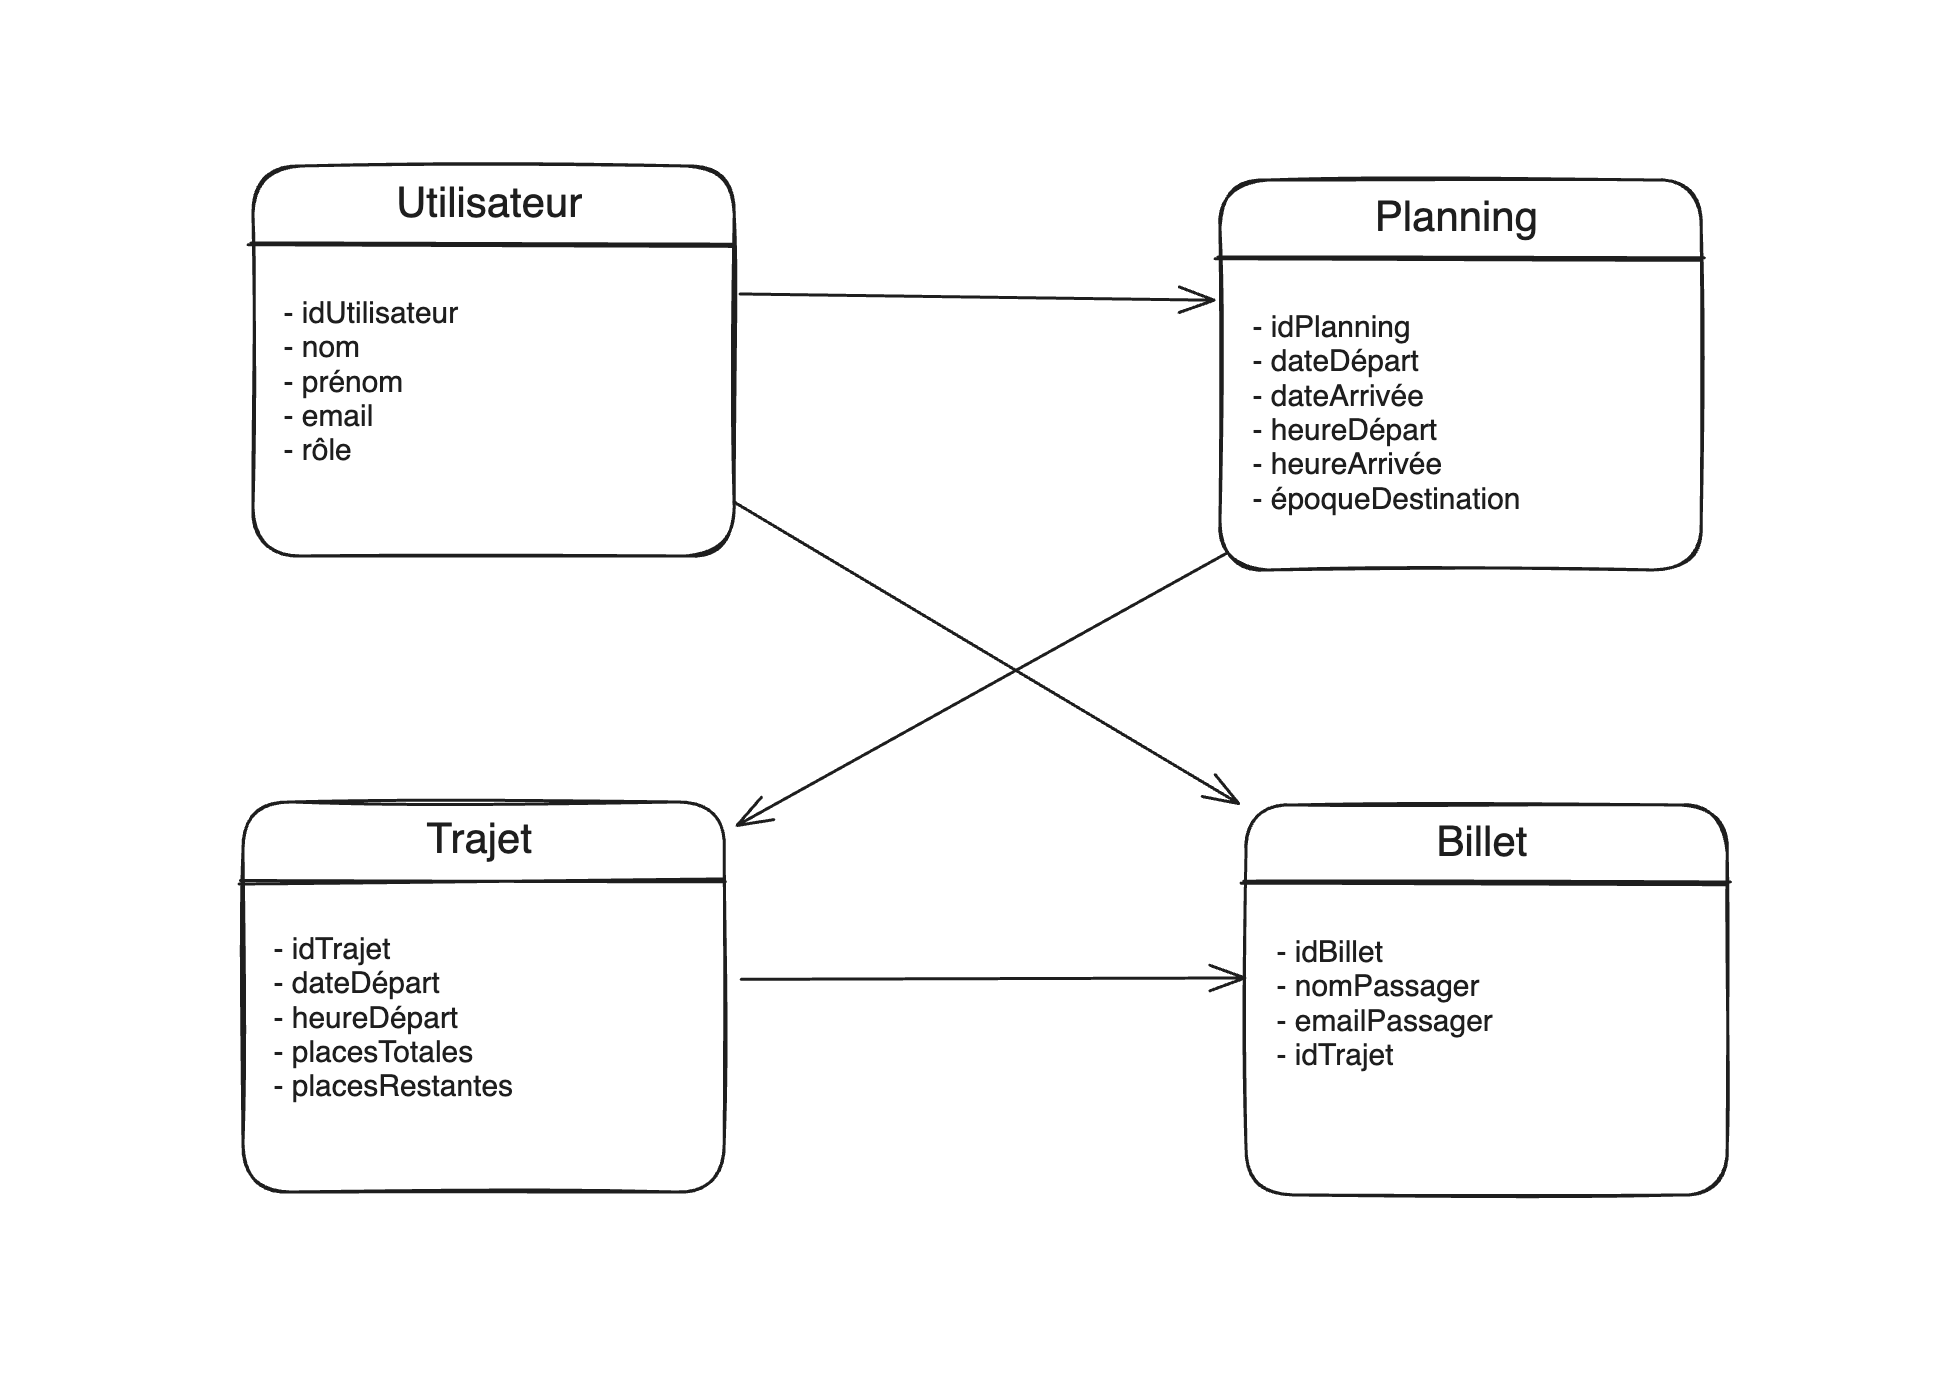 Utilisateur
- idUtilisateur
- nom
- prénom
- email
- rôle
Planning
- idPlanning
- dateDépart
- dateArrivée
- heureDépart
- heureArrivée
- époqueDestination
Trajet
- idTrajet
- dateDépart
- heureDépart
- placesTotales
- placesRestantes
Billet
- idBillet
- nomPassager
- emailPassager
- idTrajet